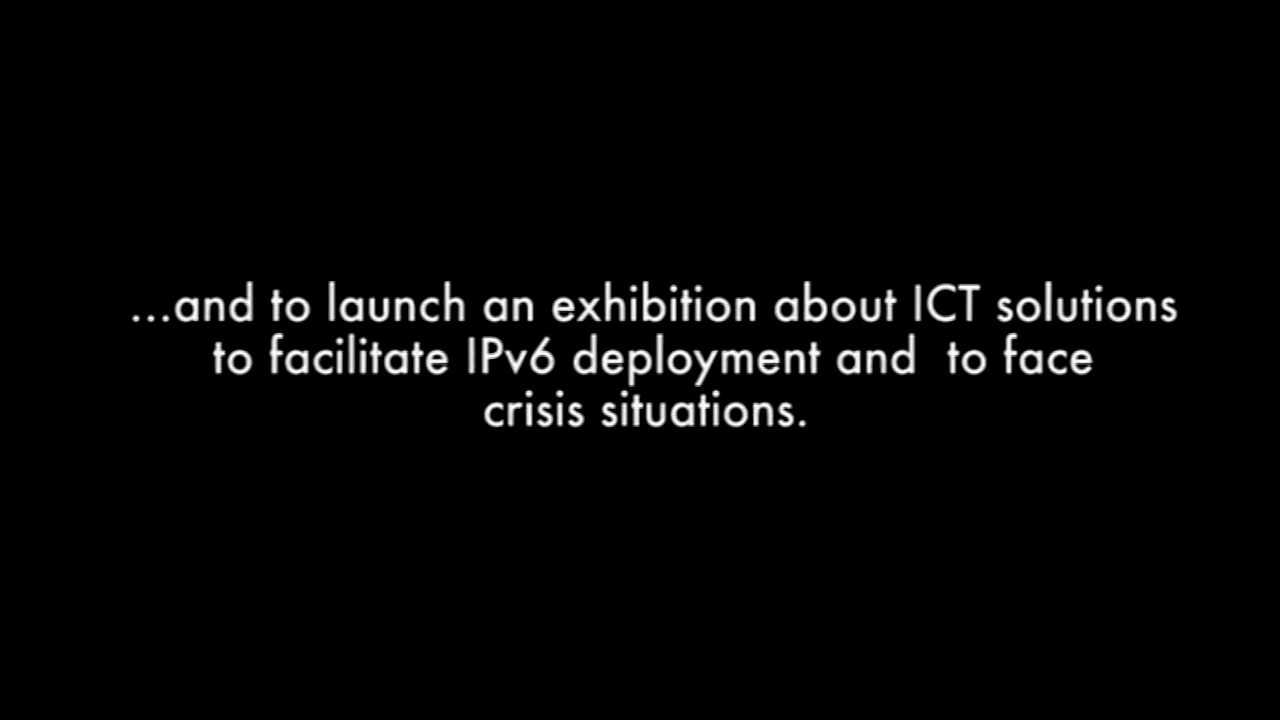 ...and to launch an exhibition about ICT solutions
to facilitate IPv6 deployment and  to face
crisis situations.